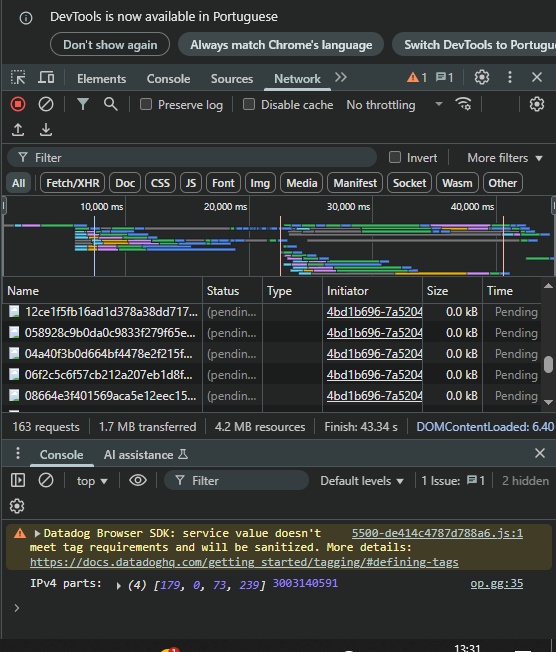 DevTools is now available in Portuguese
Don't show again Always match Chrome's language Switch DevTools to Portugu
Elements Console Sources Network 1 1
Preserve log Disable cache No throttling
Filter Invert More filters
All Fetch/XHR Doc CSS JS Font Img Media Manifest Socket Wasm Other
10,000 ms 20,000 ms 30,000 ms 40,000 ms
Name Status Type Initiator Size Time
12ce1f5fb16ad1d378a38dd717... (pendin... 4bd1b696-7a5204 0.0 kB Pending
058928c9b0da0c9833f279f65e... (pendin... 4bd1b696-7a5204 0.0 kB Pending
04a40f3b0d664bf4478e2f215f... (pendin... 4bd1b696-7a5204 0.0 kB Pending
06f2c5c6f57cb212a207eb1d8f... (pendin... 4bd1b696-7a5204 0.0 kB Pending
08664e3f401569aca5e12eec15... (pendin... 4bd1b696-7a5204 0.0 kB Pending
163 requests 1.7 MB transferred 4.2 MB resources Finish: 43.34 s DOMContentLoaded: 6.40
Console AI assistance
top Filter Default levels 1 Issue: 1 2 hidden
Datadog Browser SDK: service value doesn't 5500-de414c4787d788a6.js:1
meet tag requirements and will be sanitized. More details:
https://docs.datadoghq.com/getting_started/tagging/#defining-tags
IPv4 parts: (4) [179, 0, 73, 239] 3003140591 op.gg:35
13:31